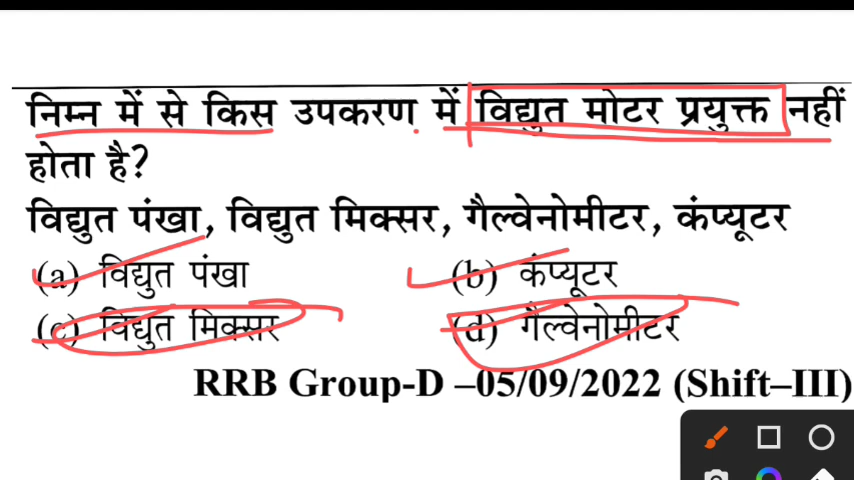 निम्न में से किस उपकरण में विद्युत मोटर प्रयुक्त नहीं
होता है?
विद्युत पंखा, विद्युत मिक्सर, गैल्वेनोमीटर, कंप्यूटर
(a) विद्युत पंखा (b) कंप्यूटर
(c) विद्युत मिक्सर (d) गैल्वेनोमीटर
RRB Group-D –05/09/2022 (Shift–III)